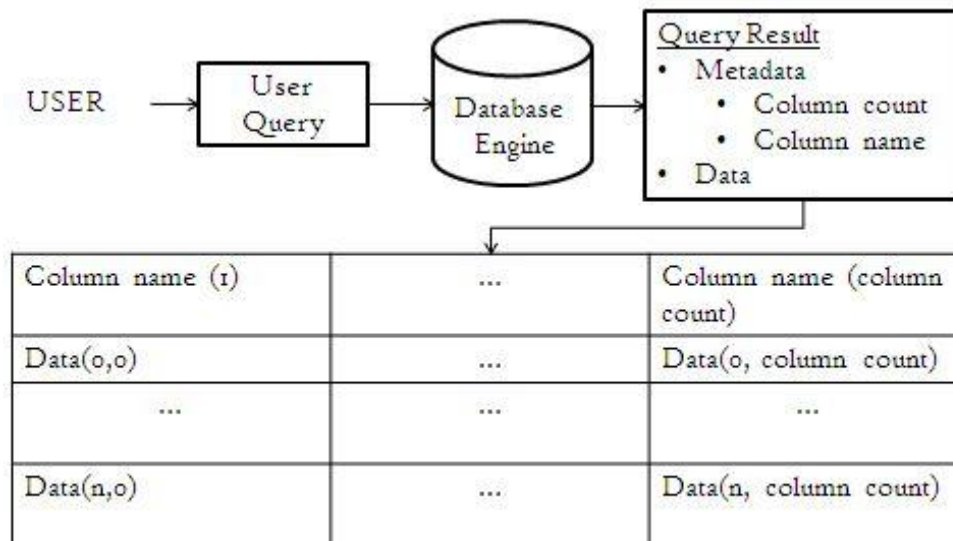 USER
User
Query
Database
Engine
Query Result
• Metadata
• Column count
• Column name
• Data
Column name (1)
...
Column name (column
count)
Data(0,0)
...
Data(0, column count)
...
...
...
Data(n,0)
...
Data(n, column count)